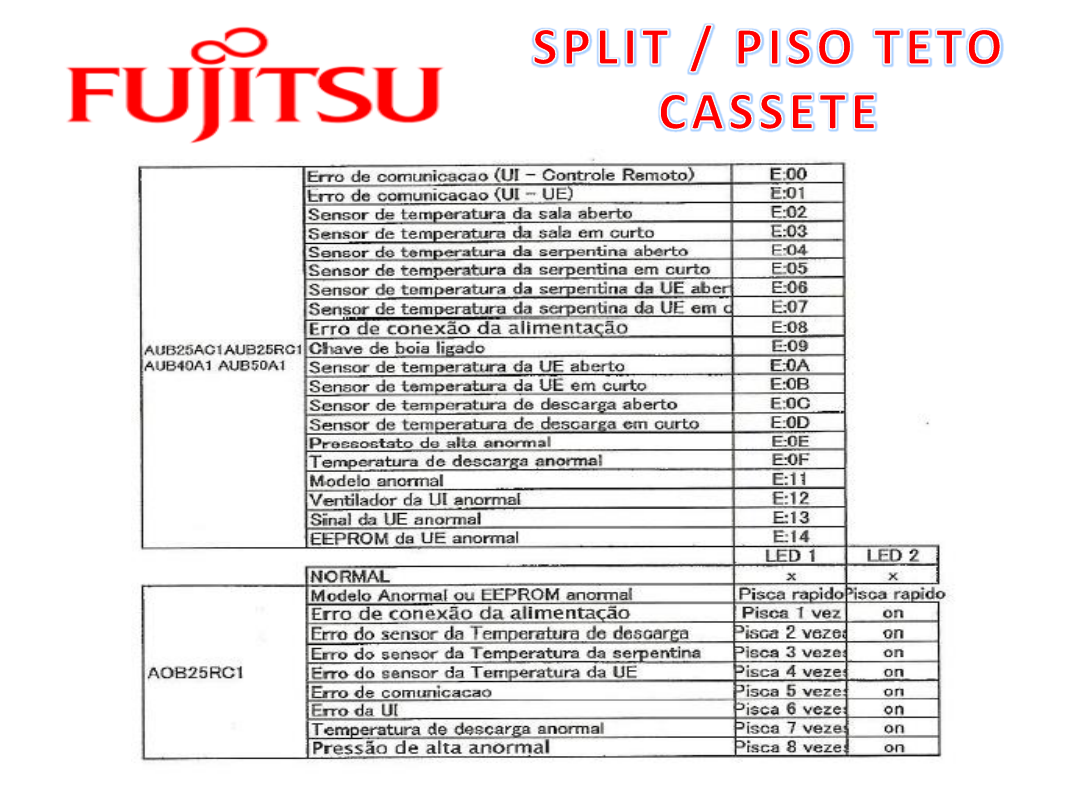 FUJITSU
SPLIT / PISO TETO
CASSETE
Erro de comunicacao (UI - Controle Remoto) E:00
Erro de comunicacao (UI - UE) E:01
Sensor de temperatura da sala aberto E:02
Sensor de temperatura da sala em curto E:03
Sensor de temperatura da serpentina aberto E:04
Sensor de temperatura da serpentina em curto E:05
Sensor de temperatura da serpentina da UE aber E:06
Sensor de temperatura da serpentina da UE em c E:07
Erro de conexão da alimentação E:08
AUB25AC1AUB25RC1 Chave de boia ligado E:09
AUB40A1 AUB50A1 Sensor de temperatura da UE aberto E:0A
Sensor de temperatura da UE em curto E:0B
Sensor de temperatura de descarga aberto E:0C
Sensor de temperatura de descarga em curto E:0D
Pressostato de alta anormal E:0E
Temperatura de descarga anormal E:0F
Modelo anormal E:11
Ventilador da UI anormal E:12
Sinal da UE anormal E:13
EEPROM da UE anormal E:14
LED 1 LED 2
NORMAL x x
Modelo Anormal ou EEPROM anormal Pisca rapido Pisca rapido
Erro de conexão da alimentação Pisca 1 vez on
Erro do sensor da Temperatura de descarga Pisca 2 vezes on
Erro do sensor da Temperatura da serpentina Pisca 3 vezes on
AOB25RC1 Erro do sensor da Temperatura da UE Pisca 4 vezes on
Erro de comunicacao Pisca 5 vezes on
Erro da UI Pisca 6 vezes on
Temperatura de descarga anormal Pisca 7 vezes on
Pressão de alta anormal Pisca 8 vezes on